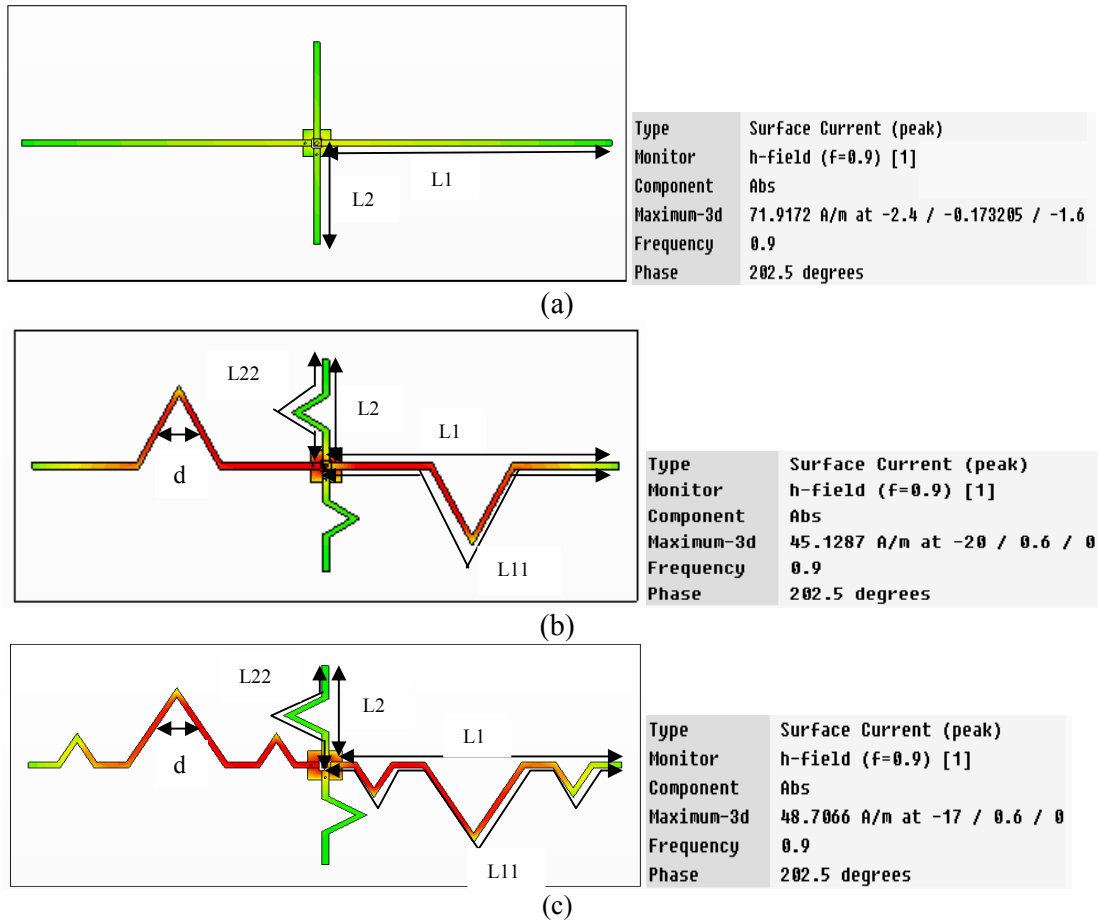 L1
L2
Type Surface Current (peak)
Monitor h-field (f=0.9) [1]
Component Abs
Maximum-3d 71.9172 A/m at -2.4 / -0.173205 / -1.6
Frequency 0.9
Phase 202.5 degrees
(a)
L22
L2
L1
d
L11
Type Surface Current (peak)
Monitor h-field (f=0.9) [1]
Component Abs
Maximum-3d 45.1287 A/m at -20 / 0.6 / 0
Frequency 0.9
Phase 202.5 degrees
(b)
L22
L2
L1
d
L11
Type Surface Current (peak)
Monitor h-field (f=0.9) [1]
Component Abs
Maximum-3d 48.7066 A/m at -17 / 0.6 / 0
Frequency 0.9
Phase 202.5 degrees
(c)